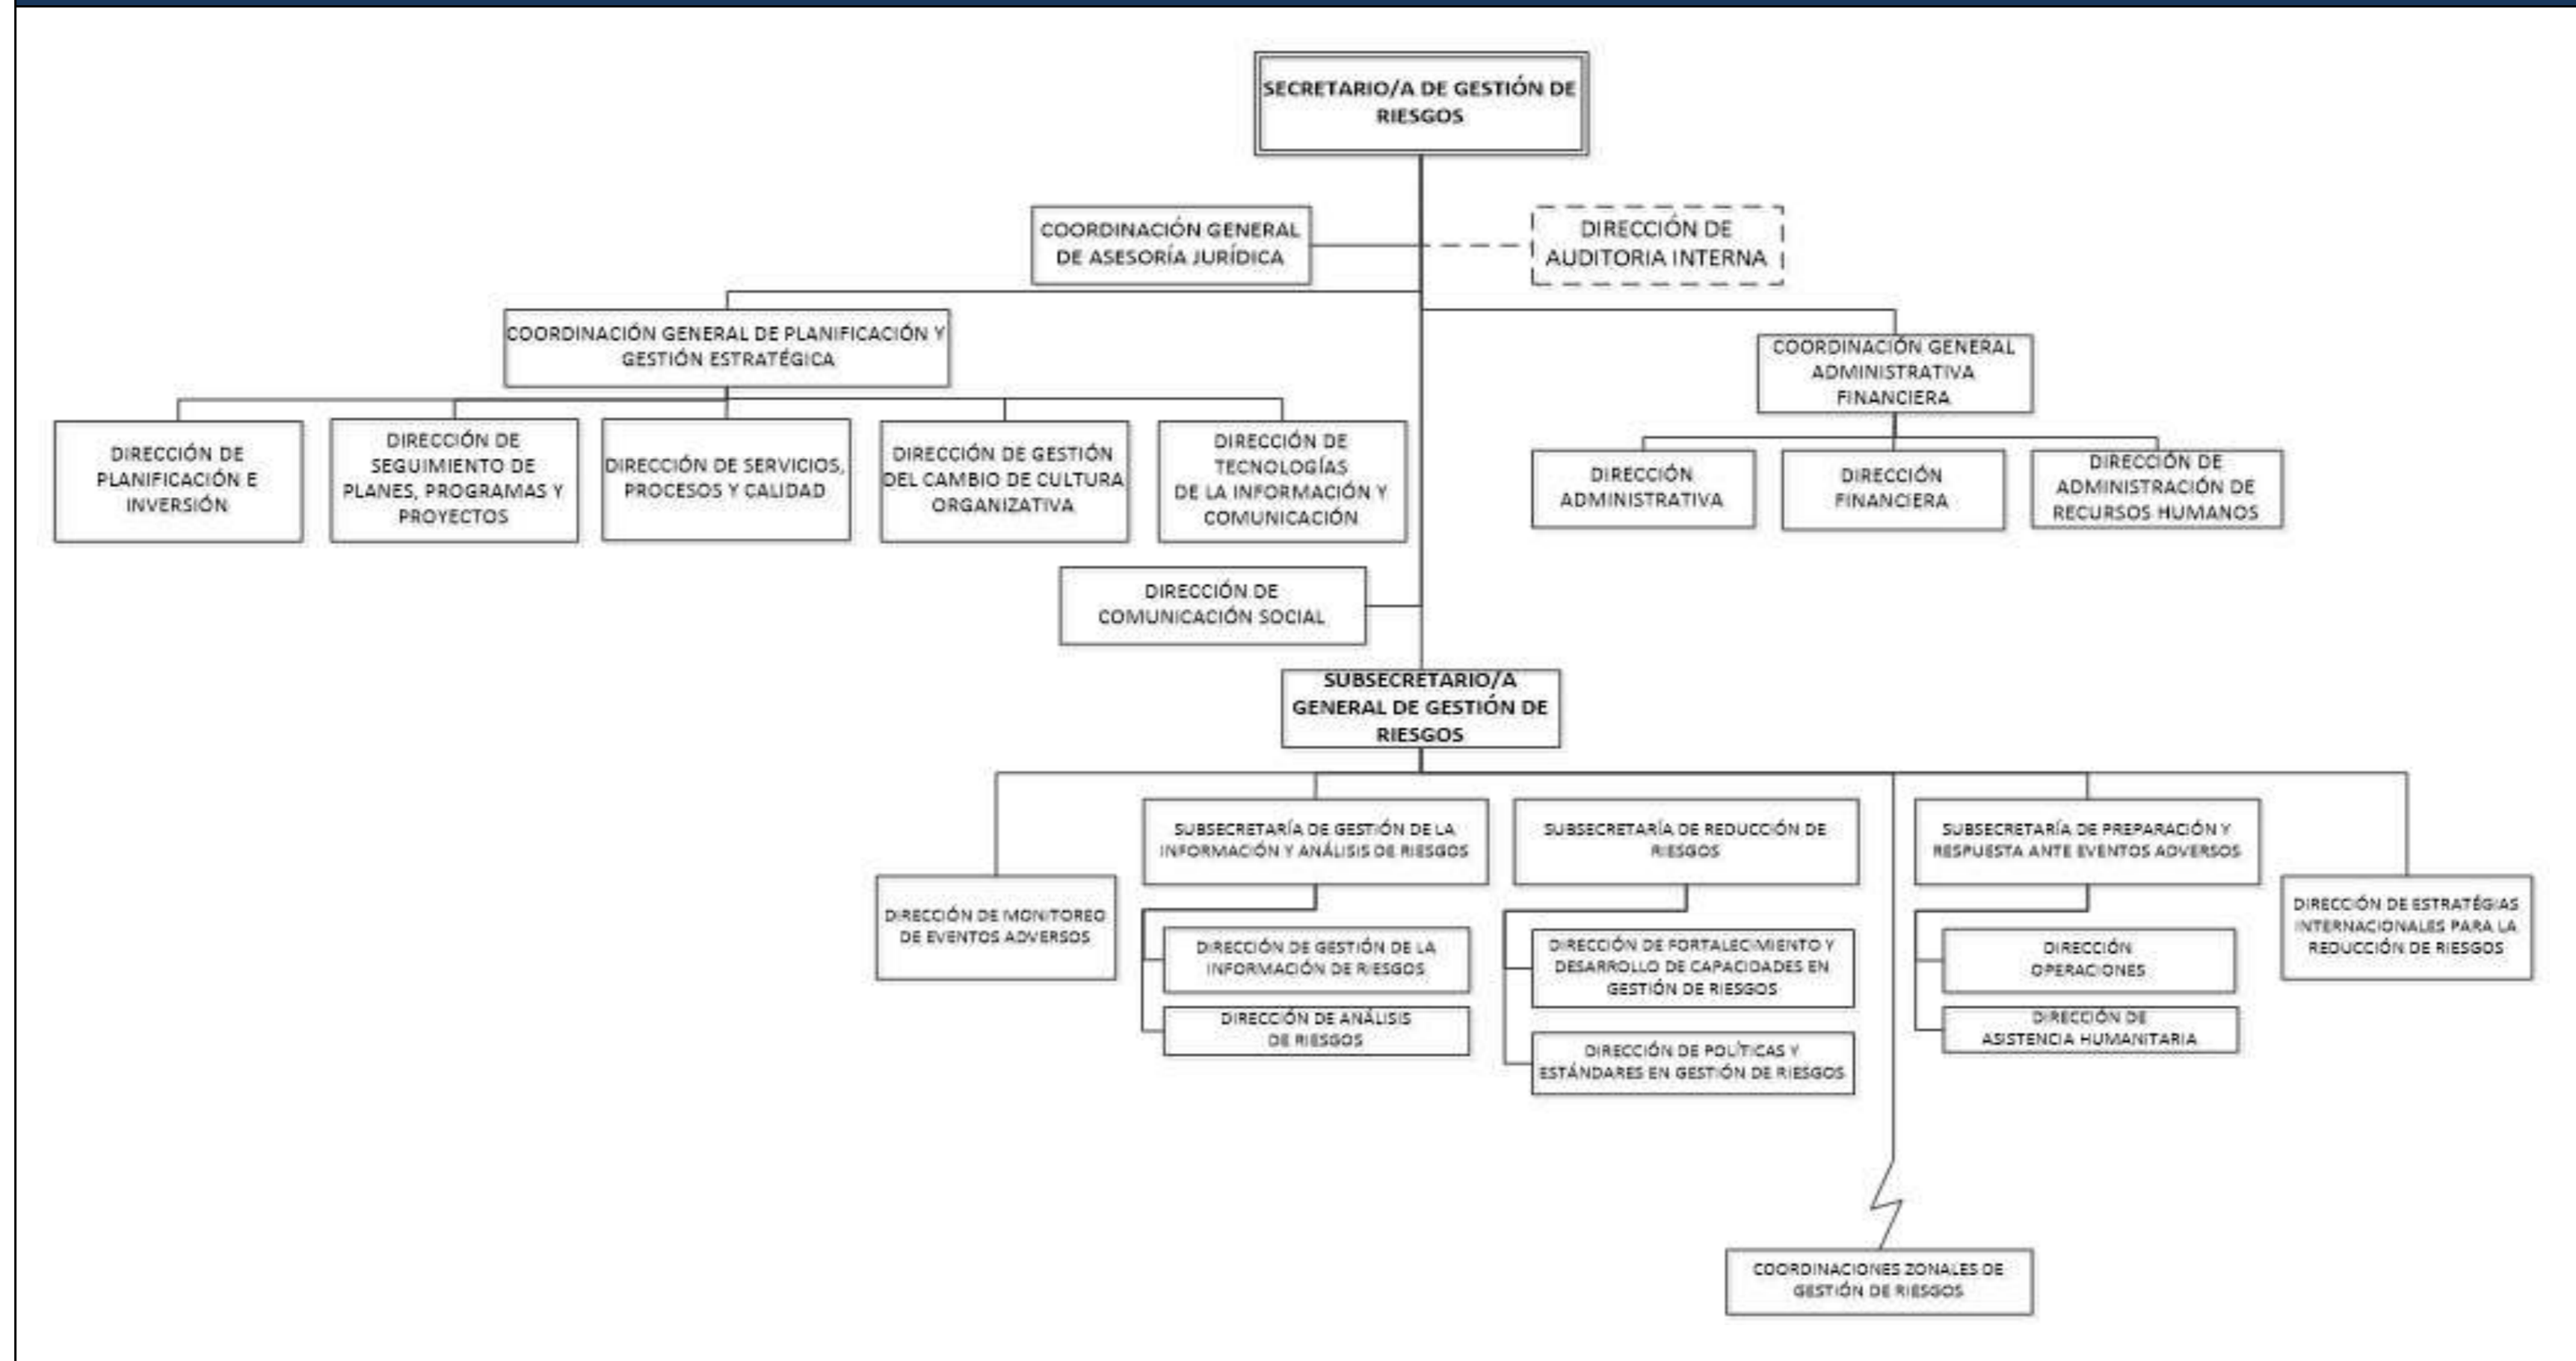 SECRETARIO/A DE GESTIÓN DE
RIESGOS
COORDINACIÓN GENERAL
DE ASESORÍA JURÍDICA
DIRECCIÓN DE
AUDITORIA INTERNA
COORDINACIÓN GENERAL DE PLANIFICACIÓN Y
GESTIÓN ESTRATÉGICA
COORDINACIÓN GENERAL
ADMINISTRATIVA
FINANCIERA
DIRECCIÓN DE
PLANIFICACIÓN E
INVERSIÓN
DIRECCIÓN DE
SEGUIMIENTO DE
PLANES, PROGRAMAS Y
PROYECTOS
DIRECCIÓN DE SERVICIOS,
PROCESOS Y CALIDAD
DIRECCIÓN DE GESTIÓN
DEL CAMBIO DE CULTURA
ORGANIZATIVA
DIRECCIÓN DE
TECNOLOGÍAS
DE LA INFORMACIÓN Y
COMUNICACIÓN
DIRECCIÓN
ADMINISTRATIVA
DIRECCIÓN
FINANCIERA
DIRECCIÓN DE
ADMINISTRACIÓN DE
RECURSOS HUMANOS
DIRECCIÓN DE
COMUNICACIÓN SOCIAL
SUBSECRETARIO/A
GENERAL DE GESTIÓN DE
RIESGOS
DIRECCIÓN DE MONITOREO
DE EVENTOS ADVERSOS
SUBSECRETARÍA DE GESTIÓN DE LA
INFORMACIÓN Y ANÁLISIS DE RIESGOS
DIRECCIÓN DE GESTIÓN DE LA
INFORMACIÓN DE RIESGOS
DIRECCIÓN DE ANÁLISIS
DE RIESGOS
SUBSECRETARÍA DE REDUCCIÓN DE
RIESGOS
DIRECCIÓN DE FORTALECIMIENTO Y
DESARROLLO DE CAPACIDADES EN
GESTIÓN DE RIESGOS
DIRECCIÓN DE POLÍTICAS Y
ESTÁNDARES EN GESTIÓN DE RIESGOS
SUBSECRETARÍA DE PREPARACIÓN Y
RESPUESTA ANTE EVENTOS ADVERSOS
DIRECCIÓN
OPERACIONES
DIRECCIÓN DE
ASISTENCIA HUMANITARIA
DIRECCIÓN DE ESTRATÉGIAS
INTERNACIONALES PARA LA
REDUCCIÓN DE RIESGOS
COORDINACIONES ZONALES DE
GESTIÓN DE RIESGOS